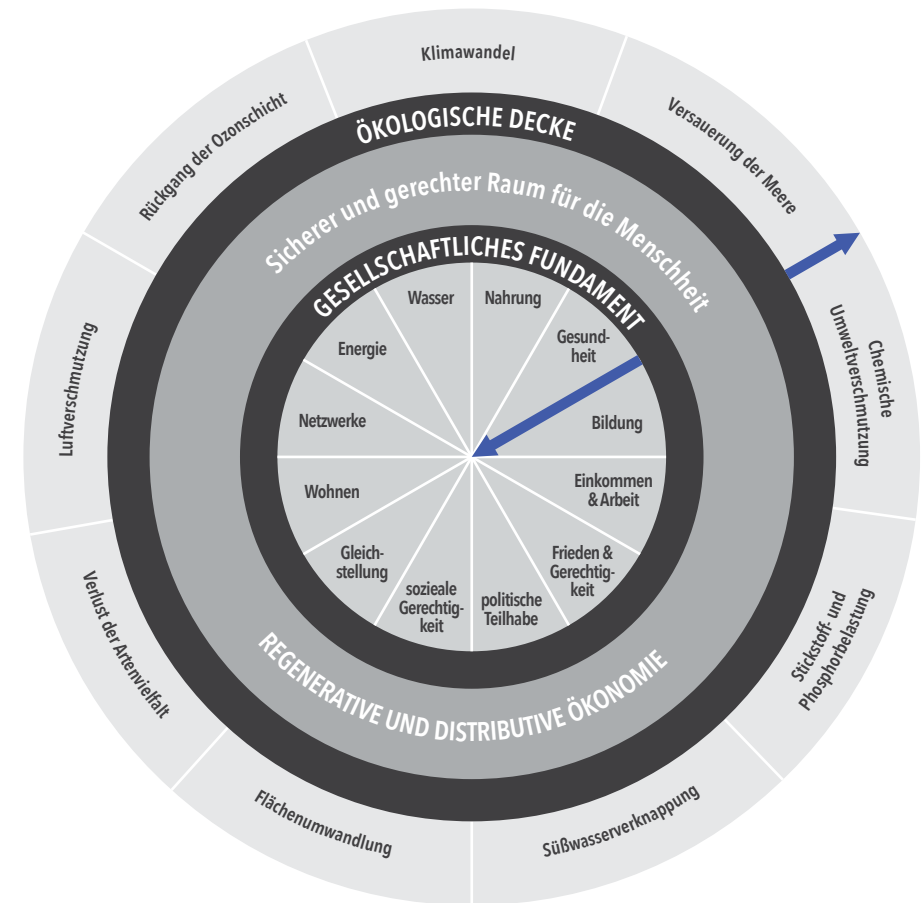 Klimawandel
Versauerung der Meere
Chemische
Umweltverschmutzung
Stickstoff- und
Phosphorbelastung
Süßwasserverknappung
Flächenumwandlung
Verlust der Artenvielfalt
Luftverschmutzung
Rückgang der Ozonschicht
ÖKOLOGISCHE DECKE
Sicherer und gerechter Raum für die Menschheit
GESELLSCHAFTLICHES FUNDAMENT
Wasser
Nahrung
Gesund-
heit
Bildung
Einkommen
& Arbeit
Frieden &
Gerechtig-
keit
politische
Teilhabe
sozieale
Gerechtig-
keit
Gleich-
stellung
Wohnen
Netzwerke
Energie
REGENERATIVE UND DISTRIBUTIVE ÖKONOMIE